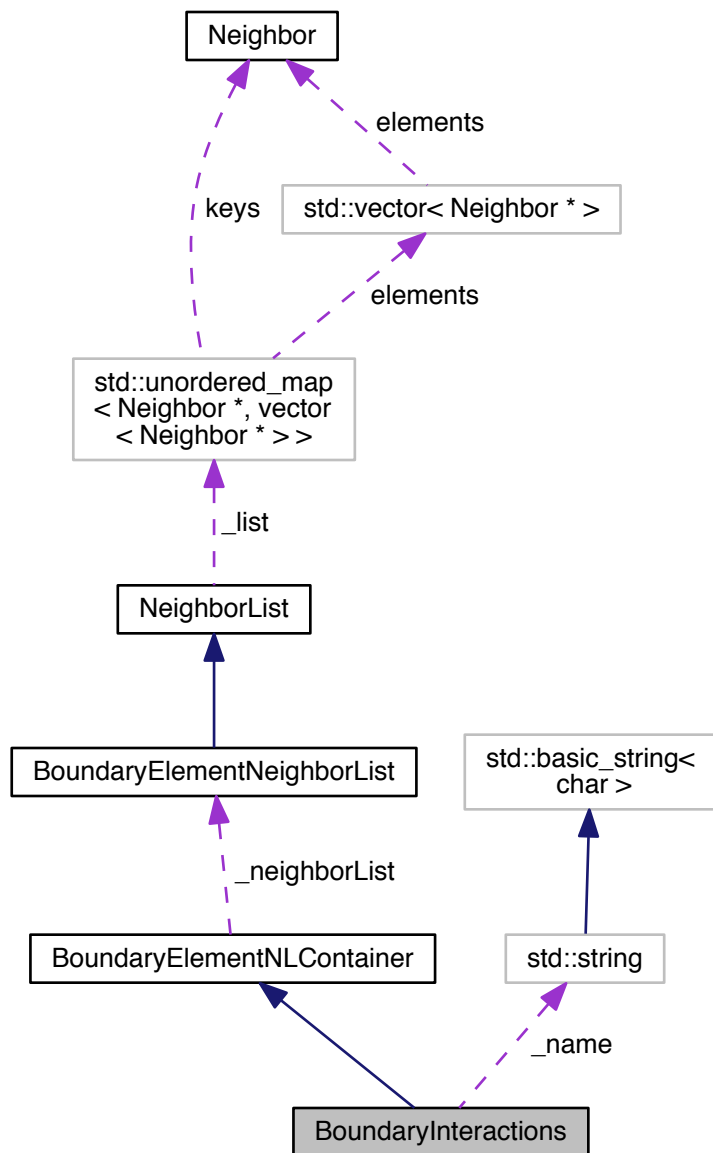 Neighbor
elements
keys
std::vector< Neighbor * >
elements
std::unordered_map
< Neighbor *, vector
< Neighbor * > >
_list
NeighborList
BoundaryElementNeighborList
std::basic_string<
char >
_neighborList
BoundaryElementNLContainer
std::string
_name
BoundaryInteractions